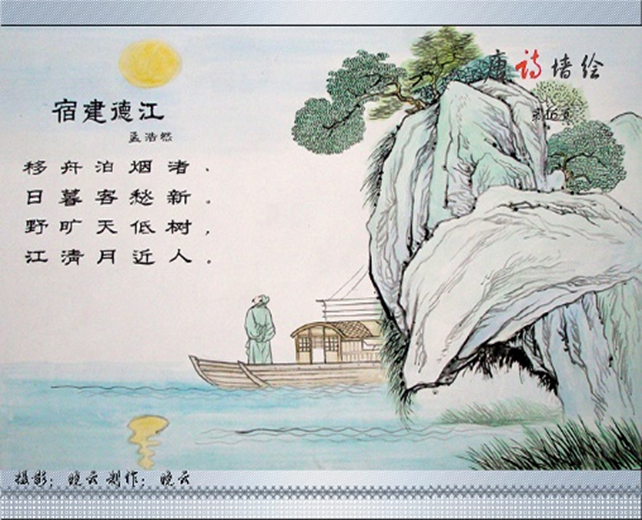 唐诗墙绘
宿建德江
孟浩然
移舟泊烟渚，
日暮客愁新。
野旷天低树，
江清月近人。
摄影：晓云 制作：晓云